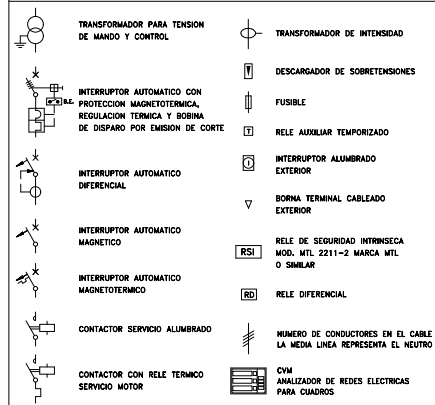 TRANSFORMADOR PARA TENSION
DE MANDO Y CONTROL
B.E.
INTERRUPTOR AUTOMATICO CON
PROTECCION MAGNETOTERMICA,
REGULACION TERMICA Y BOBINA
DE DISPARO POR EMISION DE CORTE
INTERRUPTOR AUTOMATICO
DIFERENCIAL
INTERRUPTOR AUTOMATICO
MAGNETICO
INTERRUPTOR AUTOMATICO
MAGNETOTERMICO
CONTACTOR SERVICIO ALUMBRADO
CONTACTOR CON RELE TERMICO
SERVICIO MOTOR
TRANSFORMADOR DE INTENSIDAD
DESCARGADOR DE SOBRETENSIONES
FUSIBLE
T
RELE AUXILIAR TEMPORIZADO
I
INTERRUPTOR ALUMBRADO
EXTERIOR
BORNA TERMINAL CABLEADO
EXTERIOR
RSI
RELE DE SEGURIDAD INTRINSECA
MOD. MTL 2211-2 MARCA MTL
O SIMILAR
RD
RELE DIFERENCIAL
NUMERO DE CONDUCTORES EN EL CABLE
LA MEDIA LINEA REPRESENTA EL NEUTRO
CVM
ANALIZADOR DE REDES ELECTRICAS
PARA CUADROS